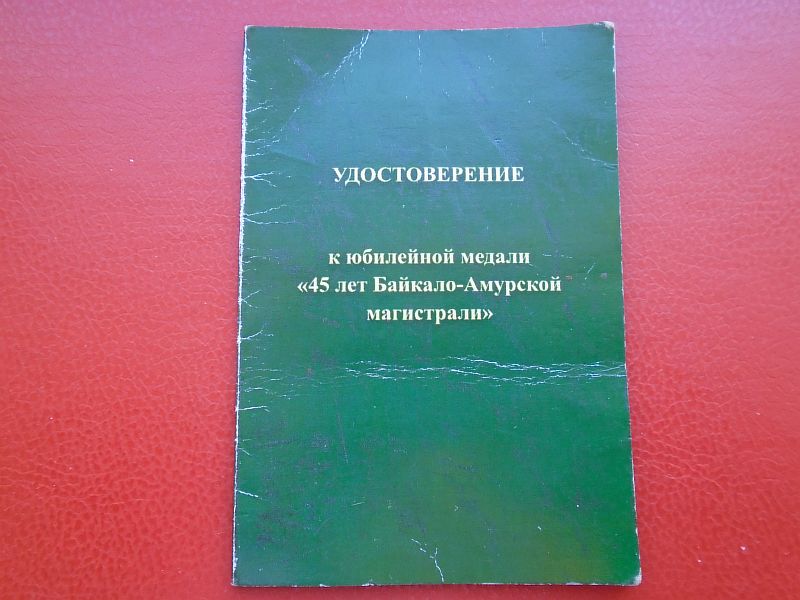 УДОСТОВЕРЕНИЕ
к юбилейной медали
«45 лет Байкало-Амурской
магистрали»